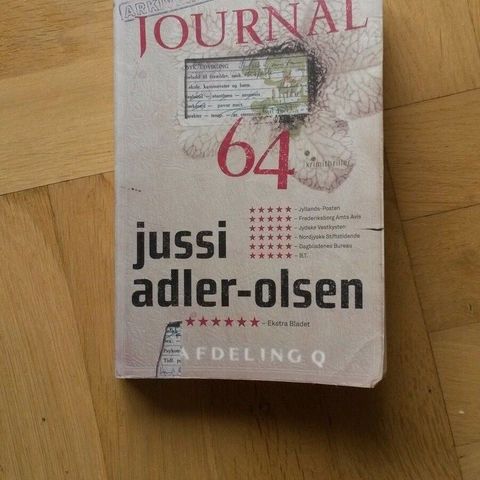 JOURNAL
64
krimithriller
jussi
adler-olsen
★★★★★★ – Jyllands-Posten
★★★★★★ – Frederiksborg Amts Avis
★★★★★★ – Jydske Vestkysten
★★★★★★ – Nordjyske Stiftstidende
★★★★★★ – Dagbladenes Bureau
★★★★★★ – B.T.
★★★★★★ – Ekstra Bladet
AFDELING Q